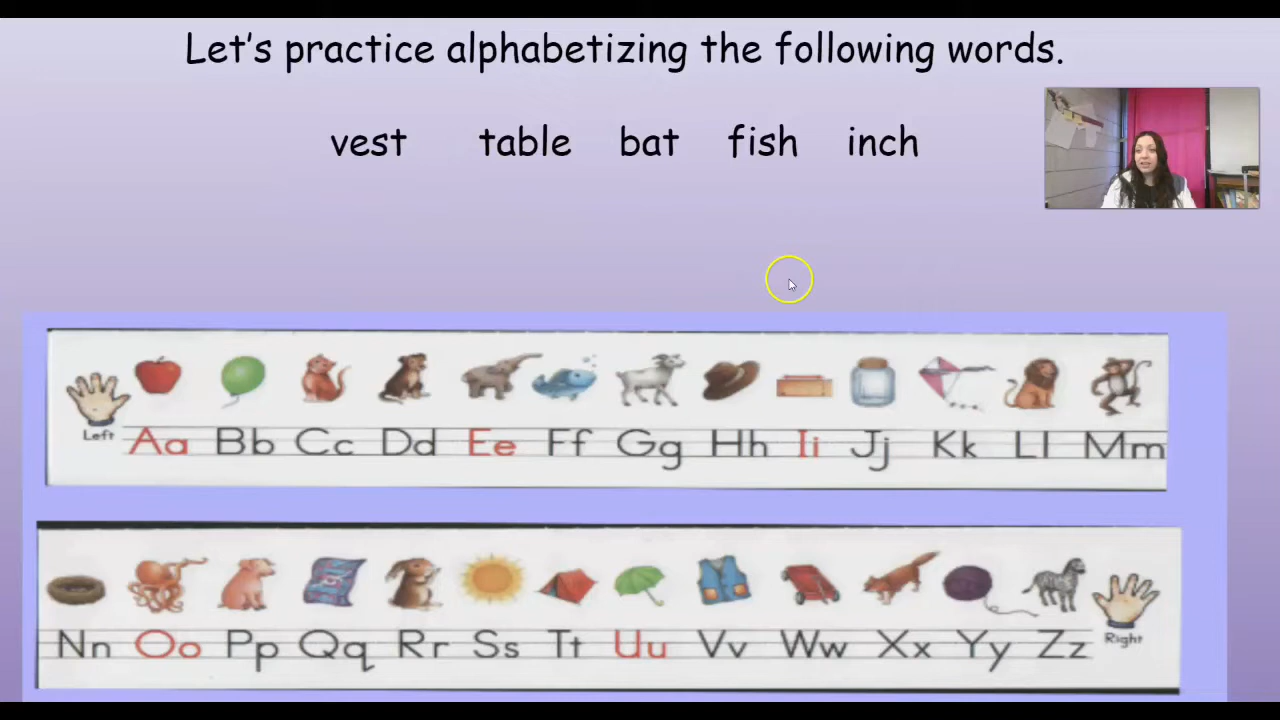 Let's practice alphabetizing the following words.
vest table bat fish inch
Left Aa Bb Cc Dd Ee Ff Gg Hh Ii Jj Kk Ll Mm
Nn Oo Pp Qq Rr Ss Tt Uu Vv Ww Xx Yy Zz Right